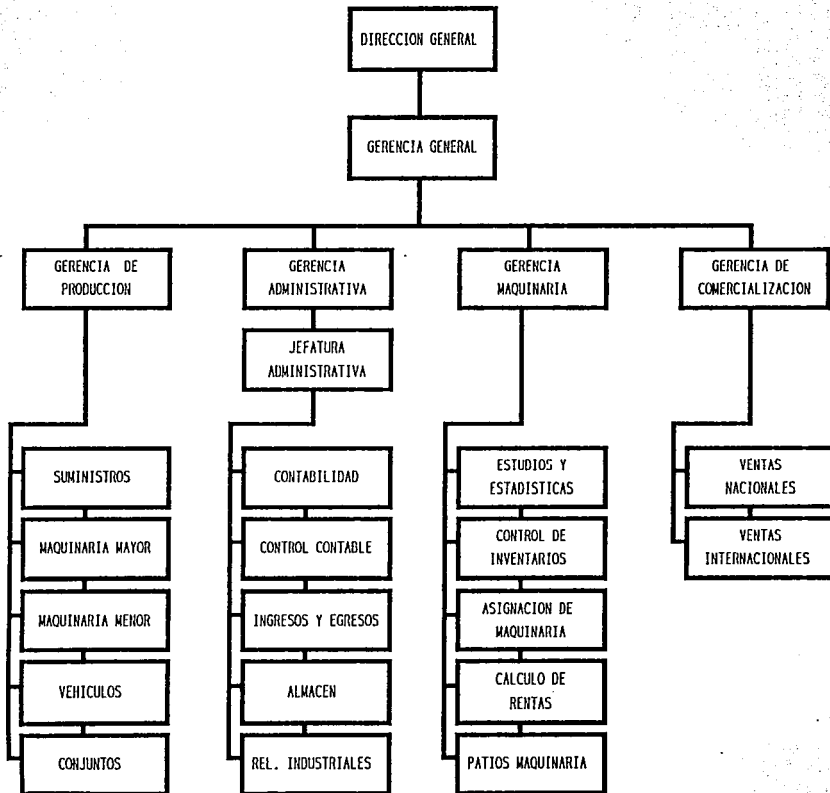 DIRECCION GENERAL
GERENCIA GENERAL
GERENCIA DE
PRODUCCION
GERENCIA
ADMINISTRATIVA
GERENCIA
MAQUINARIA
GERENCIA DE
COMERCIALIZACION
JEFATURA
ADMINISTRATIVA
SUMINISTROS
MAQUINARIA MAYOR
MAQUINARIA MENOR
VEHICULOS
CONJUNTOS
CONTABILIDAD
CONTROL CONTABLE
INGRESOS Y EGRESOS
ALMACEN
REL. INDUSTRIALES
ESTUDIOS Y
ESTADISTICAS
CONTROL DE
INVENTARIOS
ASIGNACION DE
MAQUINARIA
CALCULO DE
RENTAS
PATIOS MAQUINARIA
VENTAS
NACIONALES
VENTAS
INTERNACIONALES